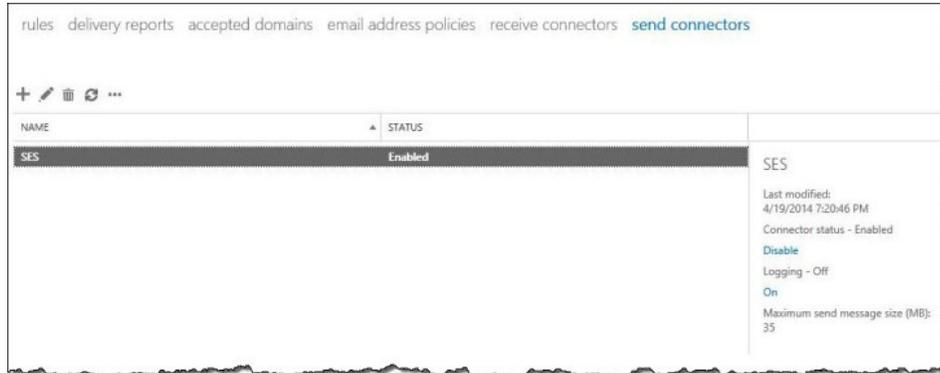 rules delivery reports accepted domains email address policies receive connectors send connectors
NAME STATUS
SES Enabled
SES
Last modified:
4/19/2014 7:20:46 PM
Connector status - Enabled
Disable
Logging - Off
On
Maximum send message size (MB):
35